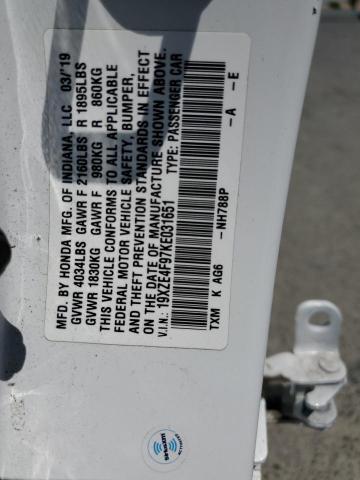 MFD. BY HONDA MFG. OF INDIANA, LLC 03/'19
GVWR 4034LBS GAWR F 2160LBS R 1895LBS
GVWR 1830KG GAWR F 980KG R 860KG
THIS VEHICLE CONFORMS TO ALL APPLICABLE
FEDERAL MOTOR VEHICLE SAFETY, BUMPER,
AND THEFT PREVENTION STANDARDS IN EFFECT
ON THE DATE OF MANUFACTURE SHOWN ABOVE.
V.I.N.: 19XZE4F97KE031651 TYPE: PASSENGER CAR
TXM K AG6 -NH788P -A -E
SiriusXM